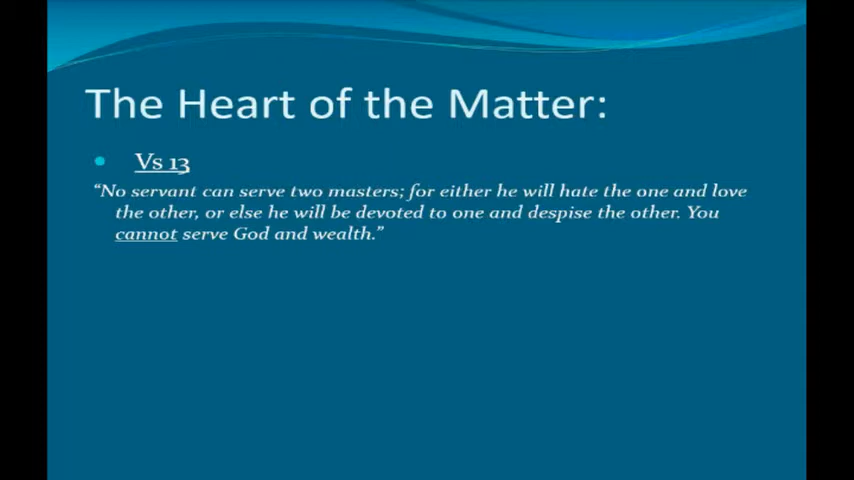 The Heart of the Matter:
• Vs 13
“No servant can serve two masters; for either he will hate the one and love
the other, or else he will be devoted to one and despise the other. You
cannot serve God and wealth.”